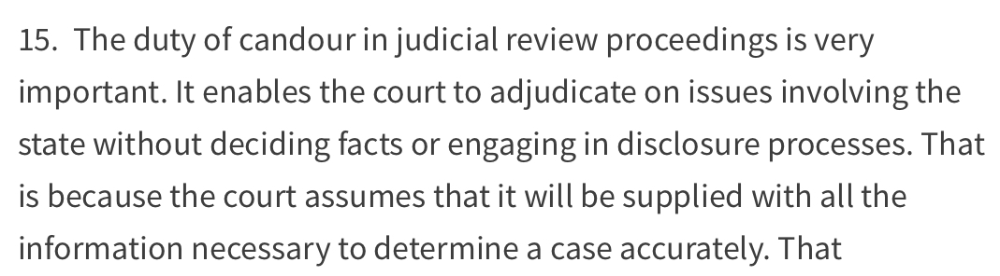 15. The duty of candour in judicial review proceedings is very
important. It enables the court to adjudicate on issues involving the
state without deciding facts or engaging in disclosure processes. That
is because the court assumes that it will be supplied with all the
information necessary to determine a case accurately. That